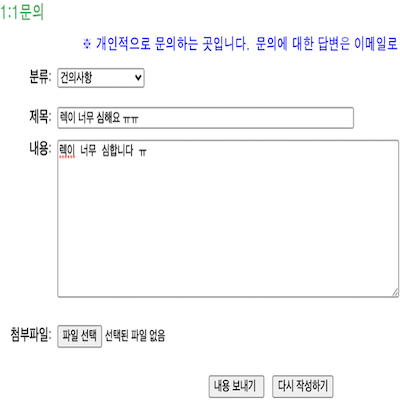 1:1문의
※ 개인적으로 문의하는 곳입니다. 문의에 대한 답변은 이메일로
분류: 건의사항
제목: 렉이 너무 심해요 ㅠㅠ
내용: 렉이 너무 심합니다 ㅠ
첨부파일: 파일 선택 선택된 파일 없음
내용 보내기 다시 작성하기